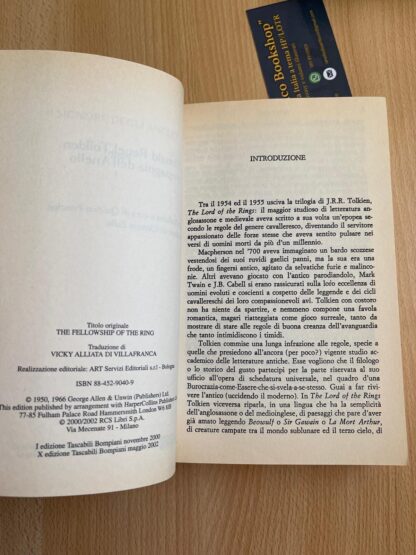 co Bookshop"
Italia a tema HP/LOTR
Titolo originale
THE FELLOWSHIP OF THE RING
Traduzione di
VICKY ALLIATA DI VILLAFRANCA
Realizzazione editoriale: ART Servizi Editoriali s.r.l - Bologna
ISBN 88-452-9040-9
© 1950, 1966 George Allen & Unwin (Publishers) Ltd.
This edition published by arrangement with HarperCollins Publishers
77-85 Fulham Palace Road Hammersmith London W6 8JB
© 2000/2002 RCS Libri S.p.A.
Via Mecenate 91 - Milano
I edizione Tascabili Bompiani novembre 2000
X edizione Tascabili Bompiani maggio 2002
INTRODUZIONE
Tra il 1954 ed il 1955 usciva la trilogia di J.R.R. Tolkien,
The Lord of the Rings: il maggior studioso di letteratura an-
glosassone e medievale aveva scritto a sua volta un'epopea se-
condo le regole del genere cavalleresco, diventando il servitore
appassionato delle forze stesse che aveva sentito pulsare nei
versi di uomini morti da più d'un millennio.
Macpherson nel '700 aveva immaginato un bardo scozzese
vestendosi dei suoi ruvidi gaelici panni, ma la sua era una
frode, un fingersi antico, agitato da selvatiche furie e malinco-
nie. Altri avevano giocato con l'antico parodiandolo, Mark
Twain e J.B. Cabell si erano rassicurati sulla loro eccellenza di
uomini evoluti e coscienti a cospetto delle leggende e dei cicli
cavallereschi dei loro compassionevoli avi. Tolkien con costoro
non ha niente da spartire, e nemmeno compone una favola
romantica, magari riatteggiata come gioco surreale, tanto da
mostrare di stare alle regole di buona creanza dell'avanguardia
che tanto intimidiscono i timidi.
Tolkien commise una lunga infrazione alle regole, specie a
quelle che presiedono all'ancora (per poco?) vigente studio ac-
cademico delle letterature antiche. Esse vogliono che il filologo
o lo storico del gusto partecipi per la parte riservata al suo
ufficio all'opera di schedatura universale, nel quadro d'una
Burocrazia-come-Essere-che-si-svela-a-se-stesso. Guai a far rivi-
vere l'antico (uccidendo il moderno). In The Lord of the Rings
Tolkien viceversa riparla, in una lingua che ha la semplicità
dell'anglosassone o del medioinglese, di paesaggi che pare d'aver
già amato leggendo Beowulf o Sir Gawain o La Mort Arthur,
di creature campate tra il mondo sublunare ed il terzo cielo, di